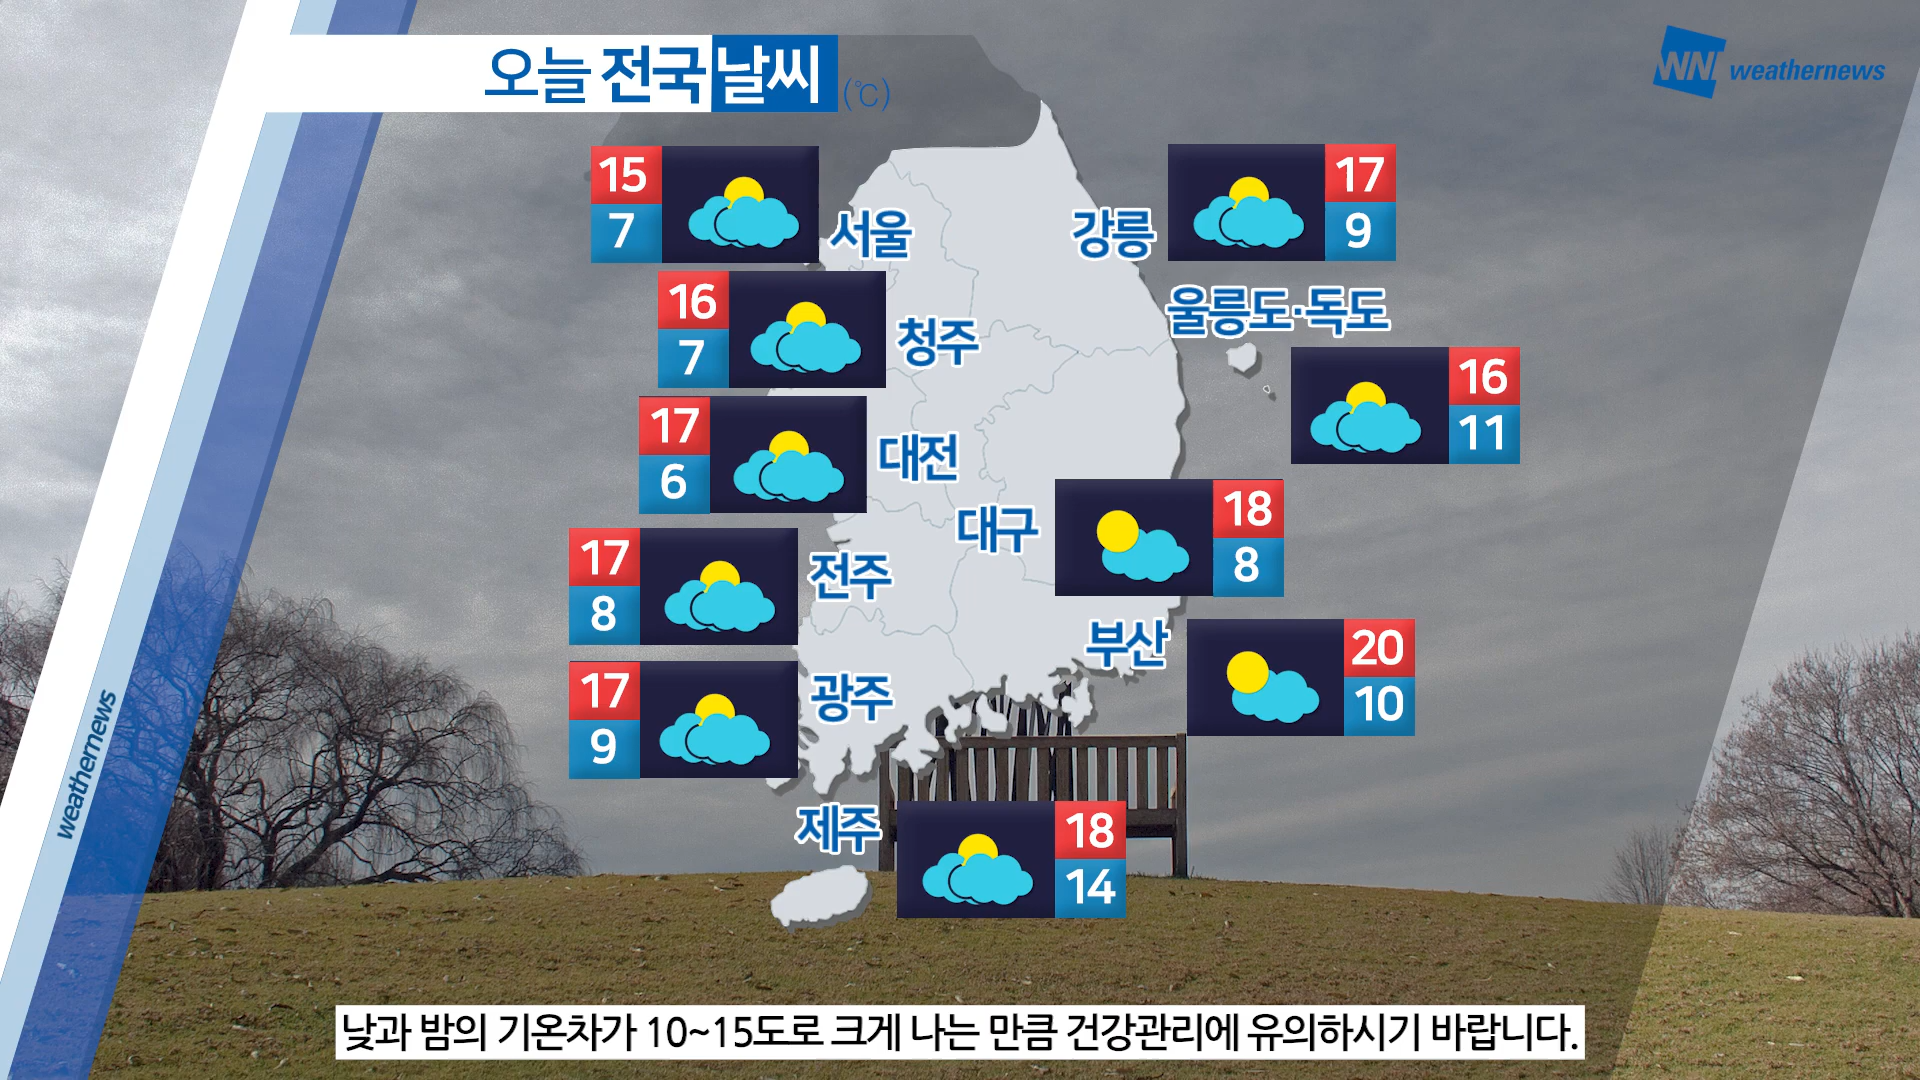 오늘 전국날씨 (℃)
WN weathernews
15
7
서울
강릉
17
9
16
7
청주
울릉도·독도
16
11
17
6
대전
대구
18
8
17
8
전주
부산
20
10
17
9
광주
제주
18
14
weathernews
낮과 밤의 기온차가 10~15도로 크게 나는 만큼 건강관리에 유의하시기 바랍니다.